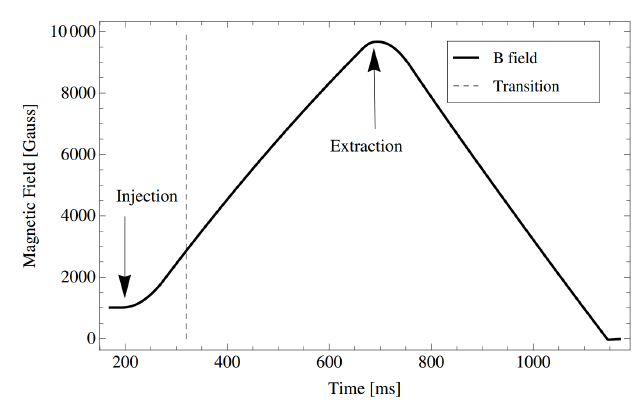 10 000
8000
6000
4000
2000
0
Magnetic Field [Gauss]
Injection
Extraction
B field
Transition
200 400 600 800 1000
Time [ms]